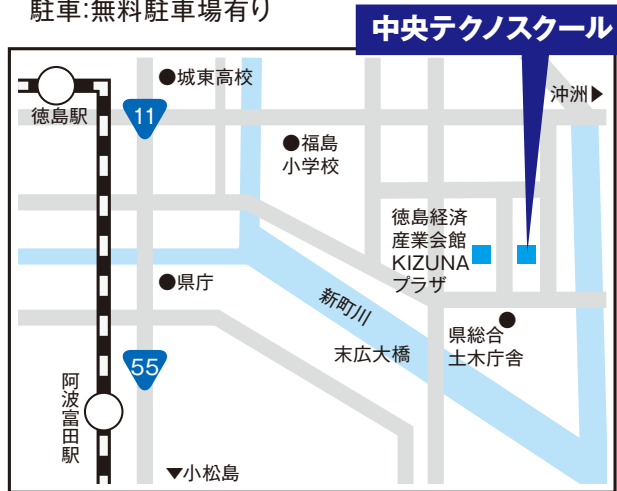 駐車:無料駐車場有り
中央テクノスクール
●城東高校
沖洲▶
徳島駅
11
●福島
小学校
徳島経済
産業会館
KIZUNA
プラザ
●県庁
新町川
県総合
土木庁舎
末広大橋
55
阿波富田駅
▼小松島